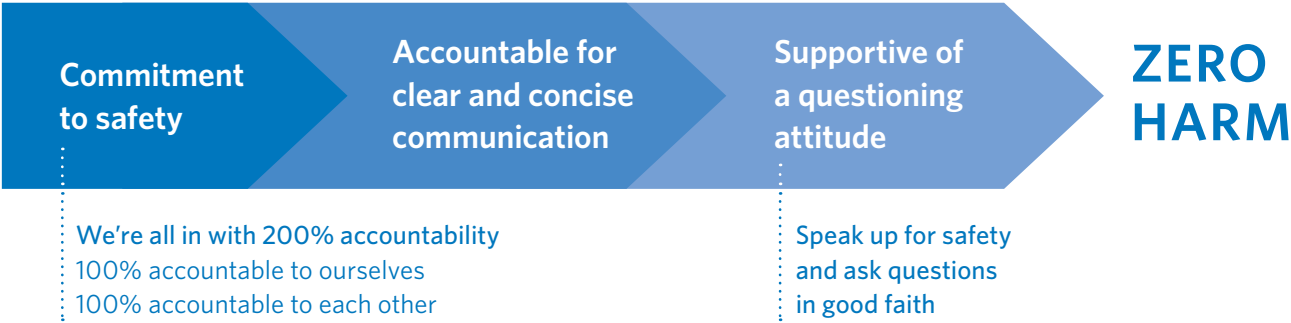 Commitment
to safety
Accountable for
clear and concise
communication
Supportive of
a questioning
attitude
ZERO
HARM
We're all in with 200% accountability
100% accountable to ourselves
100% accountable to each other
Speak up for safety
and ask questions
in good faith